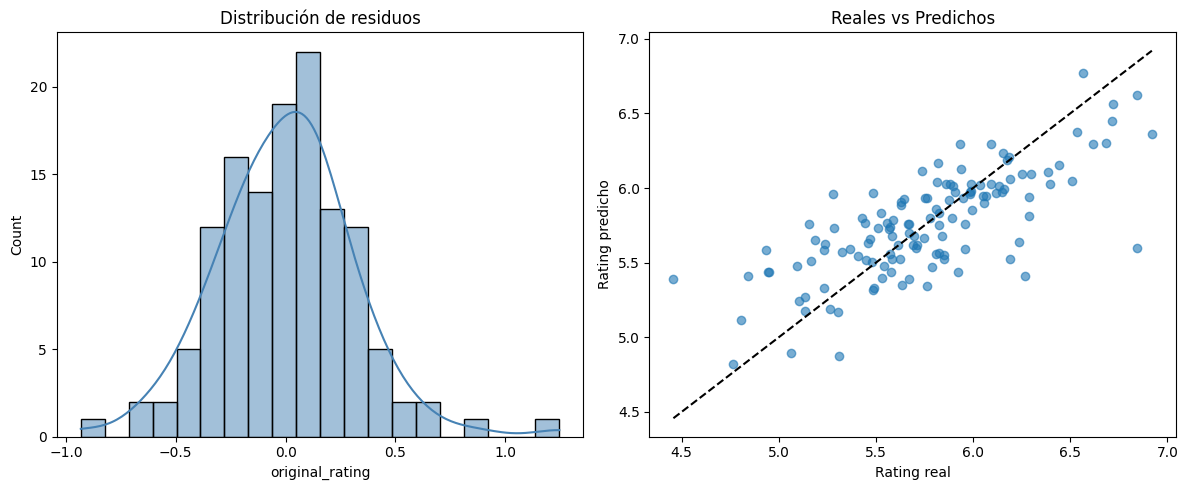 Distribución de residuos
Count
20
15
10
5
0
-1.0 -0.5 0.0 0.5 1.0
original_rating
Reales vs Predichos
Rating predicho
7.0
6.5
6.0
5.5
5.0
4.5
4.5 5.0 5.5 6.0 6.5 7.0
Rating real